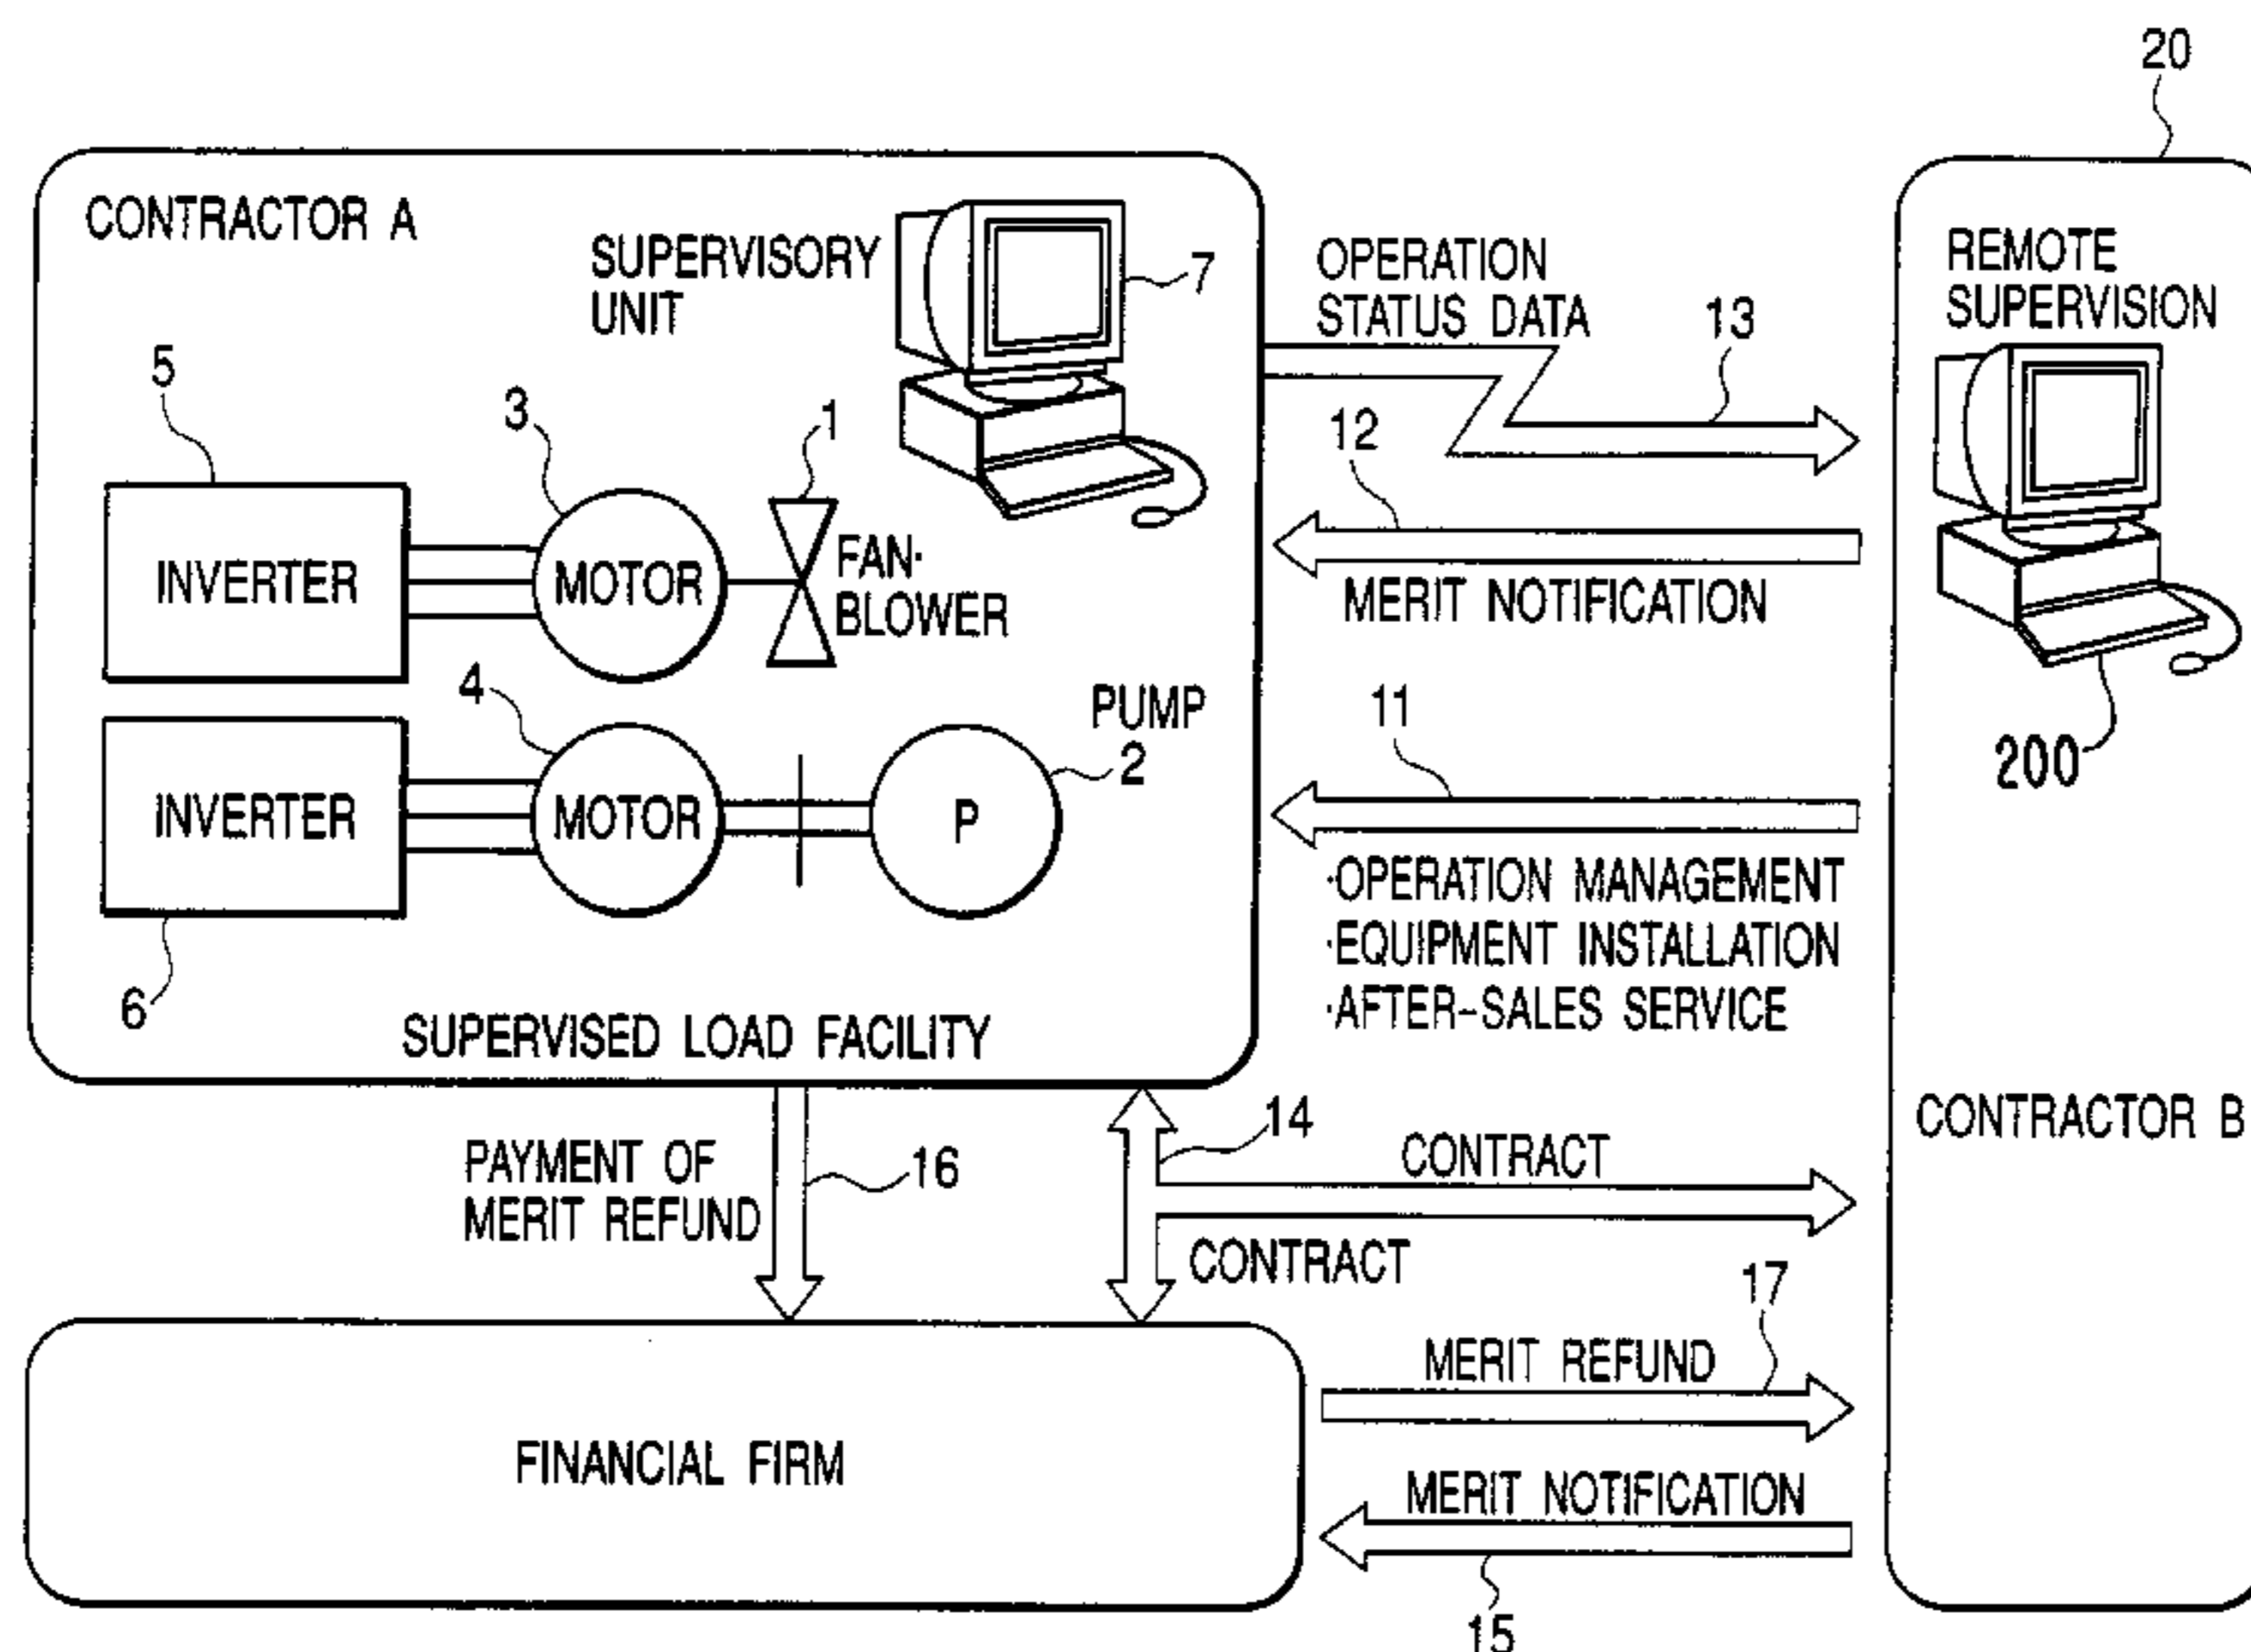 20
CONTRACTOR A
SUPERVISORY
UNIT
7
OPERATION
STATUS DATA
13
REMOTE
SUPERVISION
5
3
1
12
INVERTER
MOTOR
FAN·
BLOWER
MERIT NOTIFICATION
4
PUMP
2
11
200
INVERTER
MOTOR
P
·OPERATION MANAGEMENT
·EQUIPMENT INSTALLATION
·AFTER-SALES SERVICE
6
SUPERVISED LOAD FACILITY
CONTRACTOR B
PAYMENT OF
MERIT REFUND
16
14
CONTRACT
CONTRACT
17
MERIT REFUND
FINANCIAL FIRM
MERIT NOTIFICATION
15